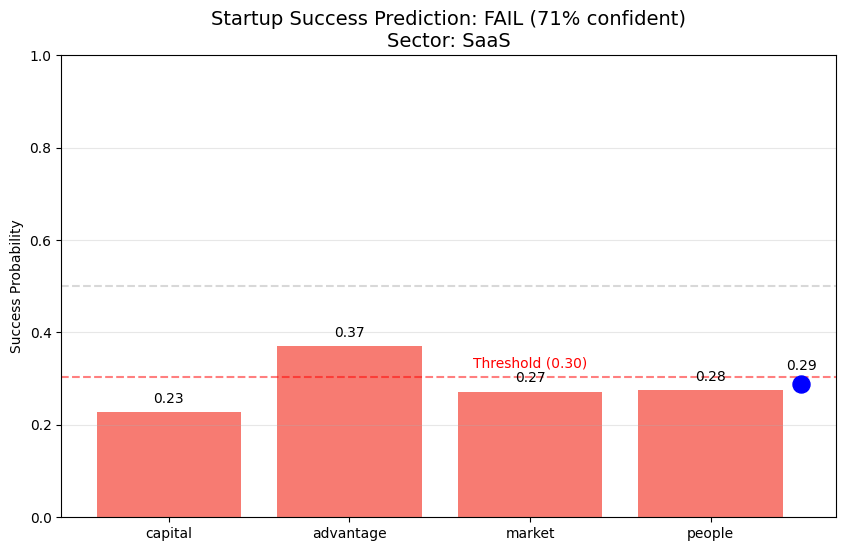 Startup Success Prediction: FAIL (71% confident)
Sector: SaaS
Success Probability
1.0
0.8
0.6
0.4
0.2
0.0
0.23
0.37
Threshold (0.30)
0.27
0.28
0.29
capital
advantage
market
people